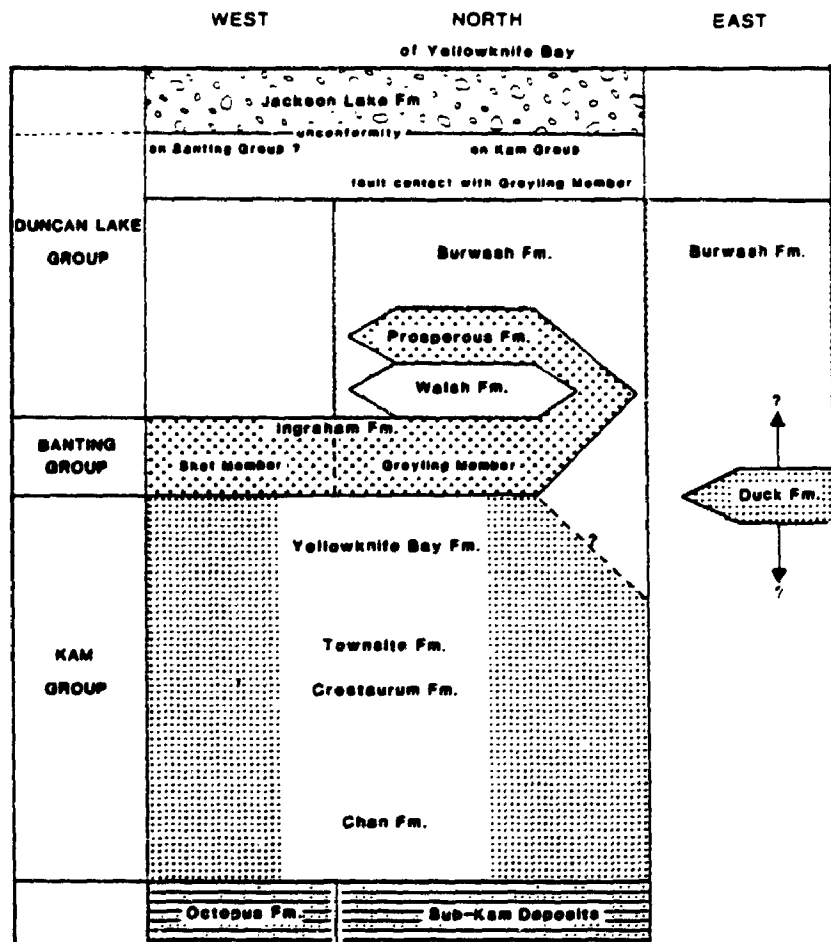 WEST NORTH EAST
of Yellowknife Bay
Jackson Lake Fm
unconformity
on Banting Group ? on Kam Group
fault contact with Greyling Member
DUNCAN LAKE
GROUP
Burwash Fm. Burwash Fm.
Prosperous Fm.
Walsh Fm.
?
Ingraham Fm.
BANTING
GROUP
Shot Member Greyling Member
Duck Fm.
Yellowknife Bay Fm.
?
?
Townsite Fm.
KAM
GROUP
Crestaurum Fm.
Chan Fm.
Octopus Fm. Sub-Kam Deposits